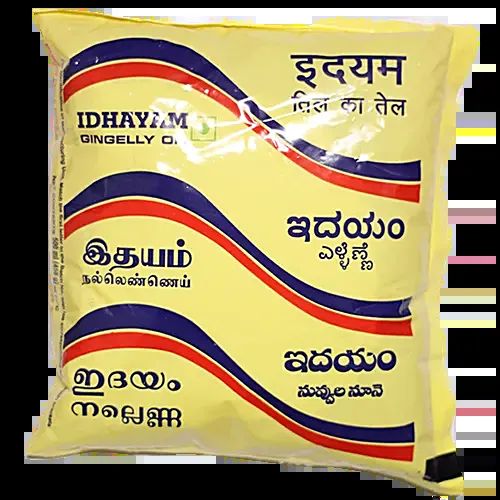 इदयम
तिल का तेल
IDHAYAM
GINGELLY OIL
ಇದಯಂ
ಎಳ್ಳೆಣ್ಣೆ
இதயம்
நல்லெண்ணெய்
ఇదయం
నువ్వుల నూనె
ഇദയം
നല്ലെണ്ണ